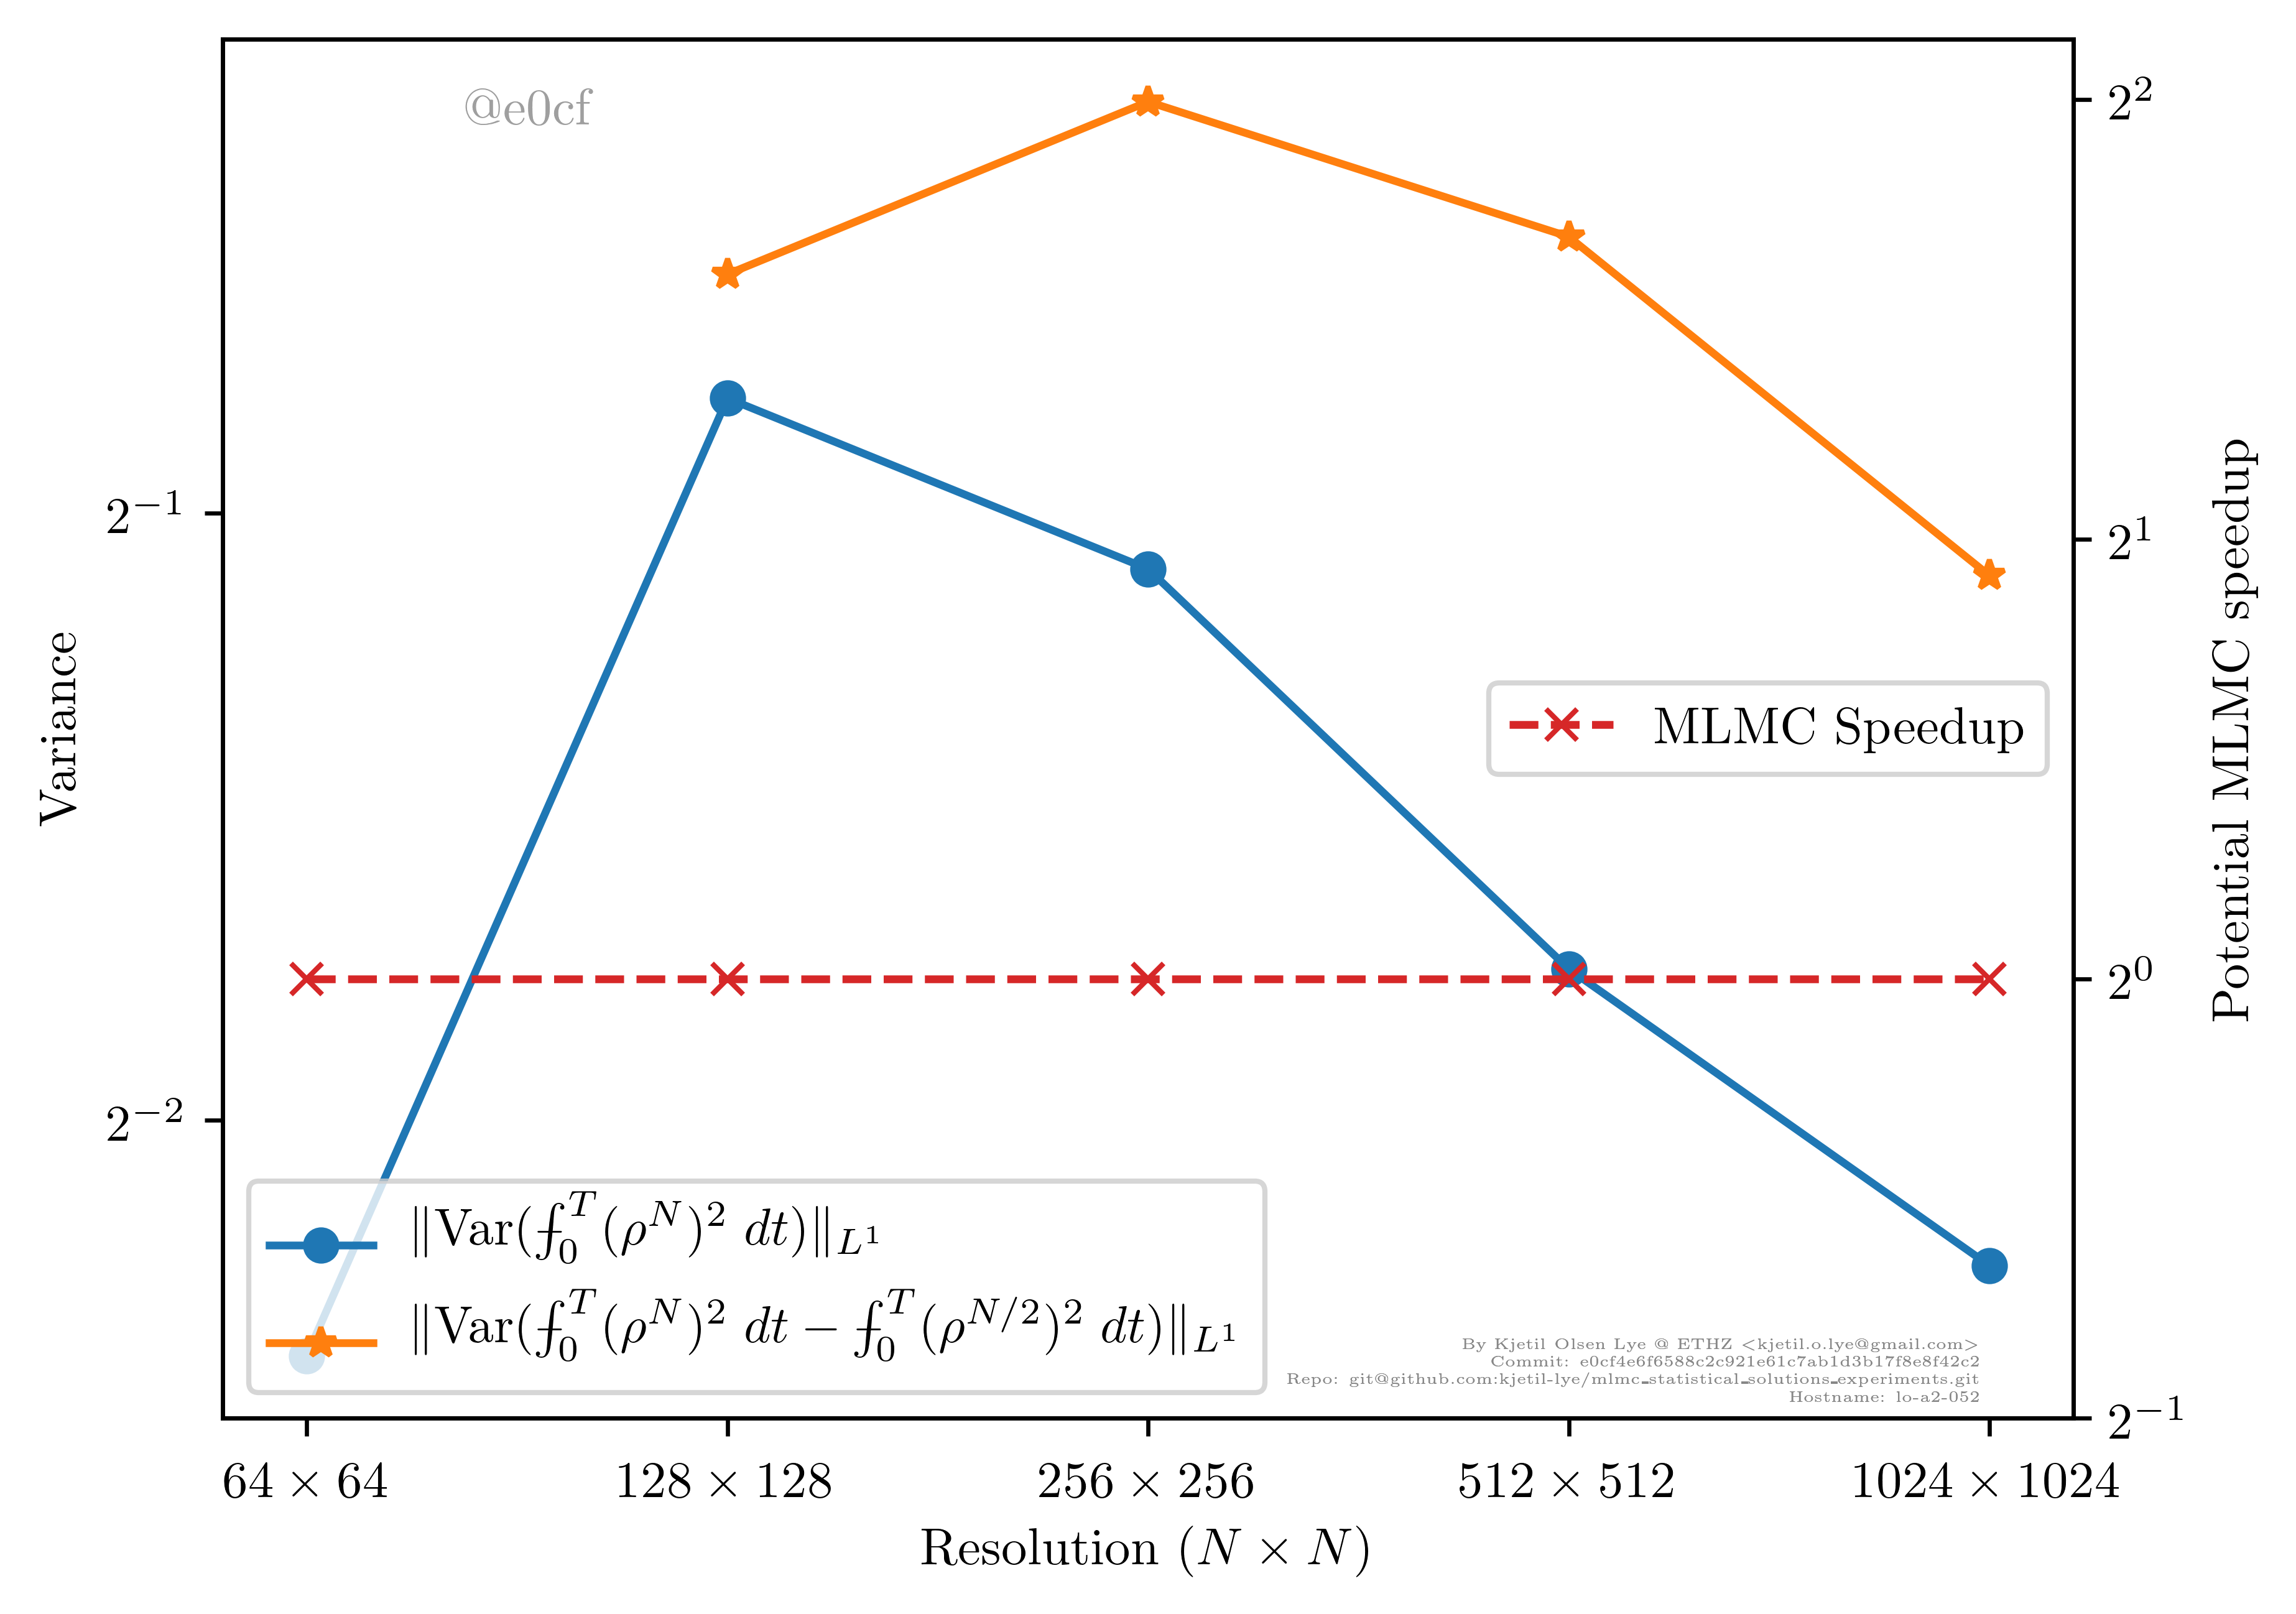 @e0cf
2^2
2^{-1}
2^1
Variance
Potential MLMC speedup
MLMC Speedup
2^0
2^{-2}
‖Var(⨍_0^T (ρ^N)^2 dt)‖_{L^1}
‖Var(⨍_0^T (ρ^N)^2 dt − ⨍_0^T (ρ^{N/2})^2 dt)‖_{L^1}
By Kjetil Olsen Lye @ ETHZ <kjetil.o.lye@gmail.com>
Commit: e0cf4e6f6588c2c921e61c7ab1d3b17f8e8f42c2
Repo: git@github.com:kjetil-lye/mlmc_statistical_solutions_experiments.git
Hostname: lo-a2-052
2^{-1}
64 × 64 128 × 128 256 × 256 512 × 512 1024 × 1024
Resolution (N × N)